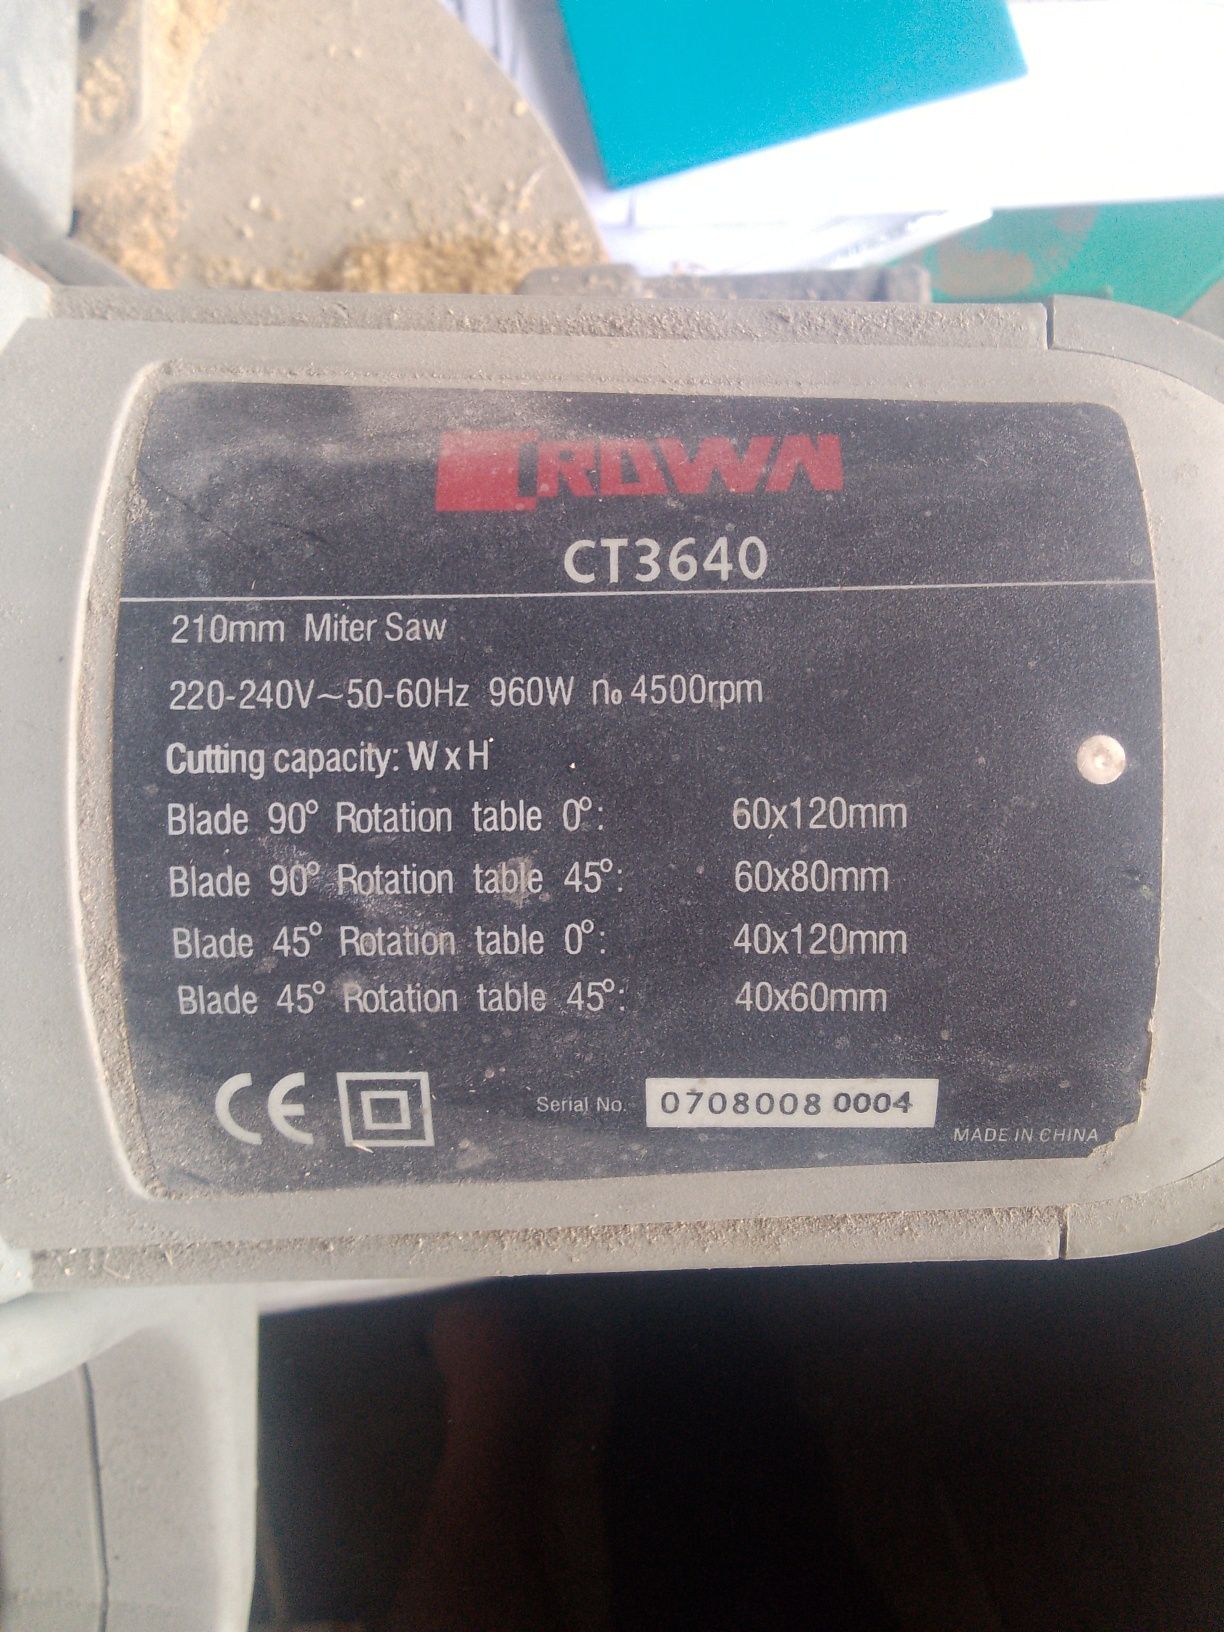 CROWN
CT3640
210mm Miter Saw
220-240V~50-60Hz 960W n₀ 4500rpm
Cutting capacity: W x H
Blade 90° Rotation table 0°: 60x120mm
Blade 90° Rotation table 45°: 60x80mm
Blade 45° Rotation table 0°: 40x120mm
Blade 45° Rotation table 45°: 40x60mm
CE Serial No. 0708008 0004
MADE IN CHINA